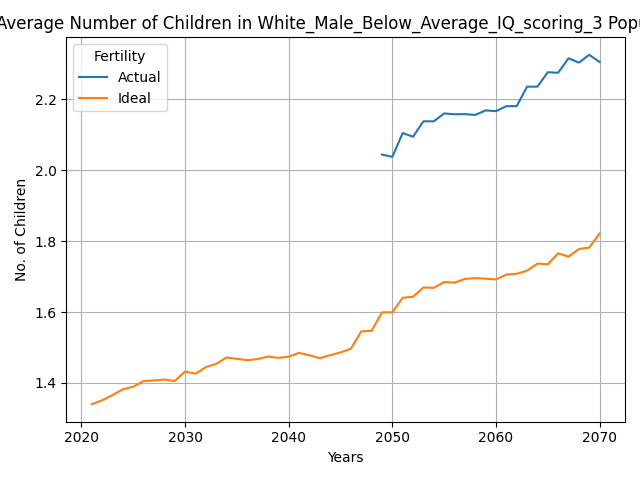 Average Number of Children in White_Male_Below_Average_IQ_scoring_3 Popu
Fertility
Actual
Ideal
2.2
2.0
1.8
1.6
1.4
No. of Children
2020 2030 2040 2050 2060 2070
Years